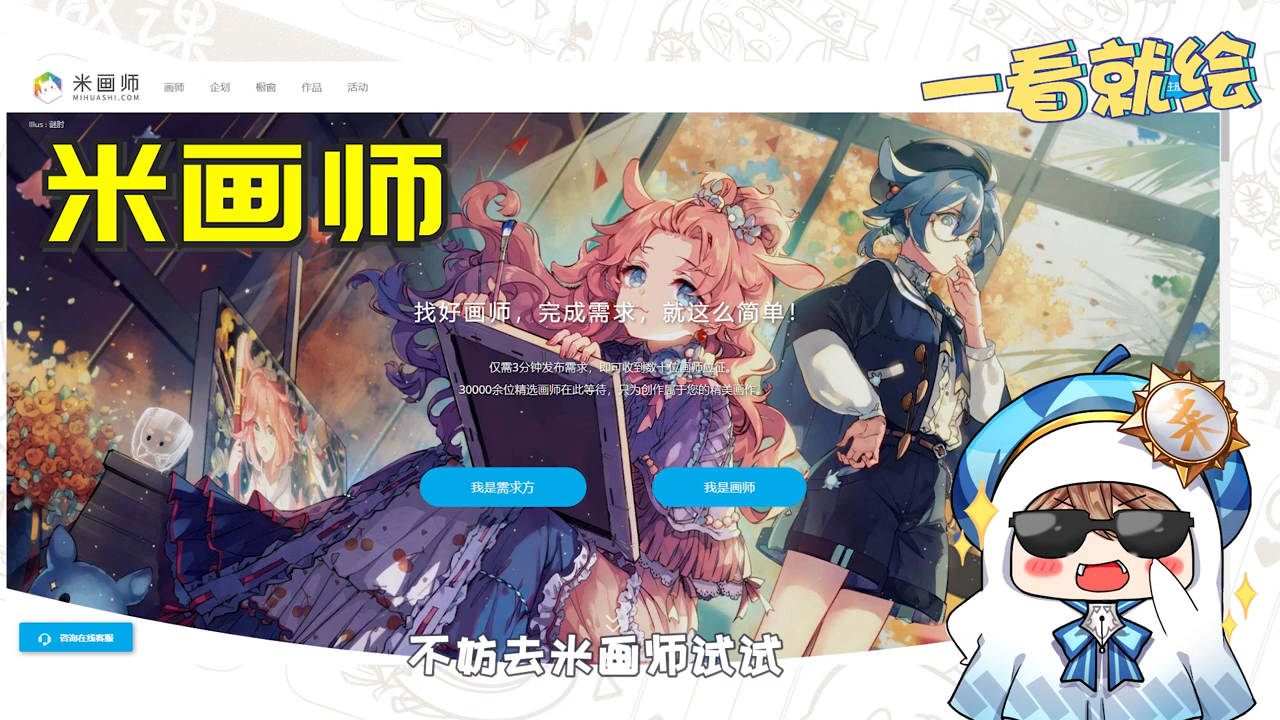 一看就绘
米画师
MIHUASHI.COM
画师 企划 橱窗 作品 活动
米画师
找好画师，完成需求，就这么简单！
仅需3分钟发布需求，即可收到数十位画师应征。
30000余位精选画师在此等待，只为创作属于您的精美画作。
我是需求方 我是画师
咨询在线客服
不妨去米画师试试